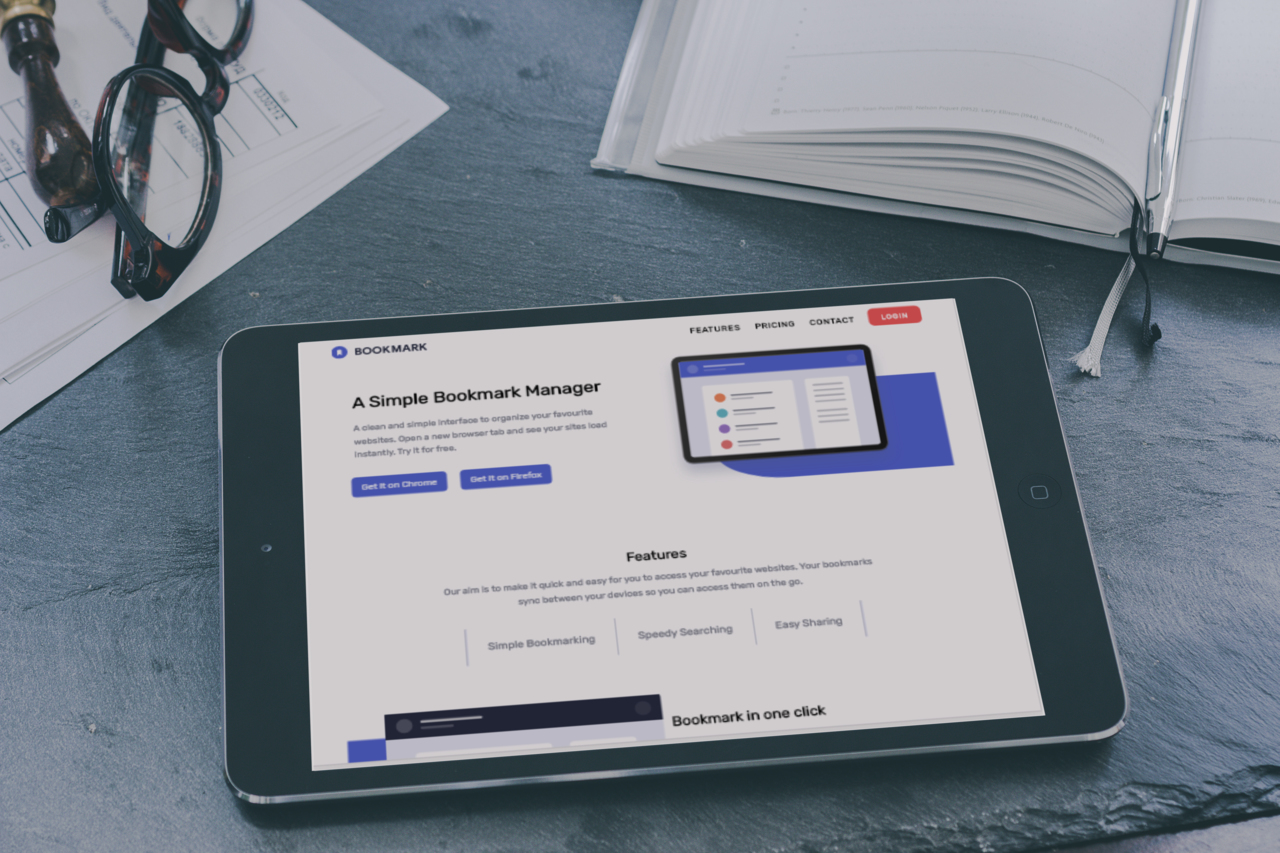 BOOKMARK
FEATURES PRICING CONTACT LOGIN
A Simple Bookmark Manager
A clean and simple interface to organize your favourite
websites. Open a new browser tab and see your sites load
instantly. Try it for free.
Get It on Chrome Get It on Firefox
Features
Our aim is to make it quick and easy for you to access your favourite websites. Your bookmarks
sync between your devices so you can access them on the go.
Simple Bookmarking Speedy Searching Easy Sharing
Bookmark in one click